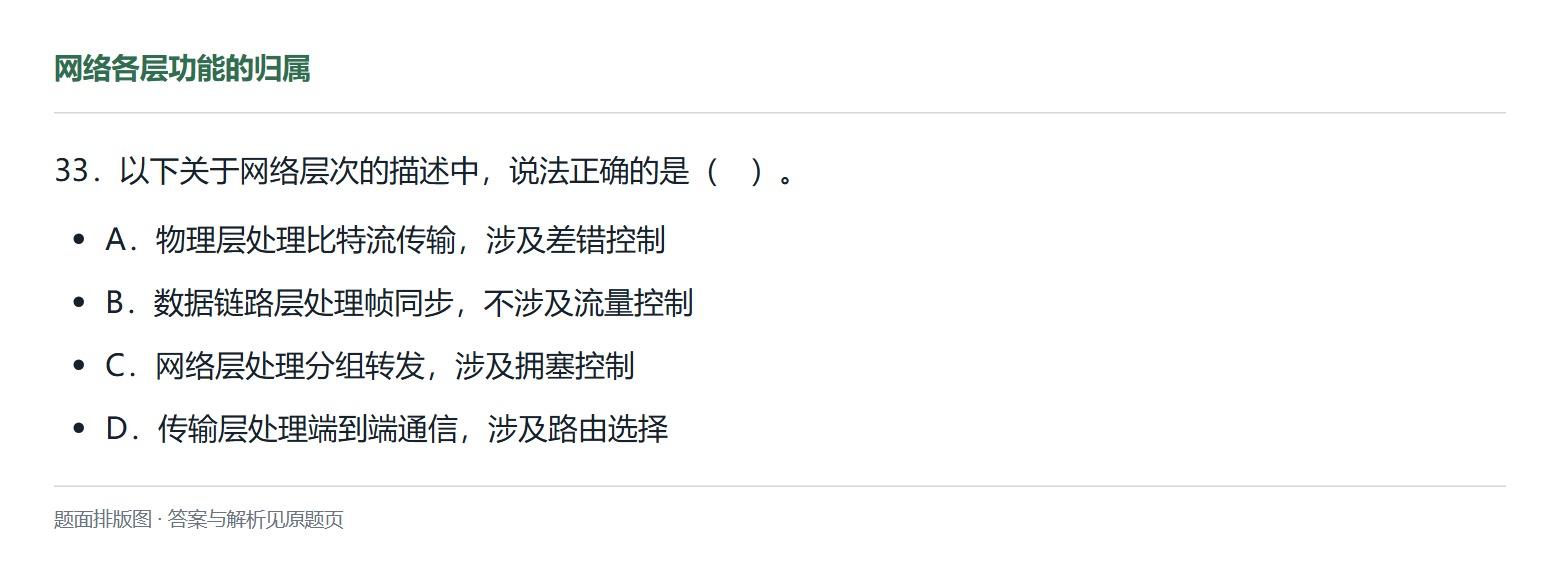 网络各层功能的归属
33．以下关于网络层次的描述中，说法正确的是（　）。
• A．物理层处理比特流传输，涉及差错控制
• B．数据链路层处理帧同步，不涉及流量控制
• C．网络层处理分组转发，涉及拥塞控制
• D．传输层处理端到端通信，涉及路由选择
题面排版图 · 答案与解析见原题页